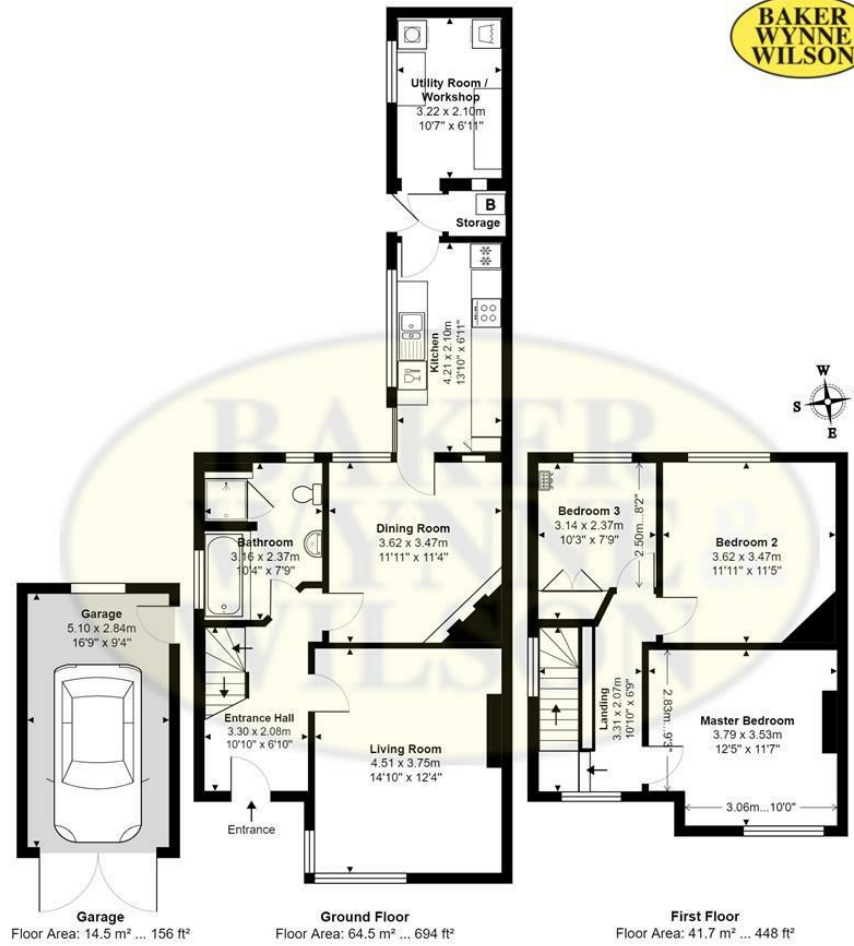 BAKER
WYNNE
WILSON
Utility Room /
Workshop
3.22 x 2.10m
10'7" x 6'11"
B
Storage
Kitchen
4.21 x 2.10m
13'10" x 6'11"
W
S
E
BAKER
WYNNE &
WILSON
Bathroom
3.16 x 2.37m
10'4" x 7'9"
Dining Room
3.62 x 3.47m
11'11" x 11'4"
Bedroom 3
3.14 x 2.37m
10'3" x 7'9"
2.50m...8'2"
Bedroom 2
3.62 x 3.47m
11'11" x 11'5"
Garage
5.10 x 2.84m
16'9" x 9'4"
Entrance Hall
3.30 x 2.08m
10'10" x 6'10"
Living Room
4.51 x 3.75m
14'10" x 12'4"
Landing
3.31 x 2.07m
10'10" x 6'9"
2.83m...9'3"
Master Bedroom
3.79 x 3.53m
12'5" x 11'7"
3.06m...10'0"
Entrance
Garage
Floor Area: 14.5 m² ... 156 ft²
Ground Floor
Floor Area: 64.5 m² ... 694 ft²
First Floor
Floor Area: 41.7 m² ... 448 ft²